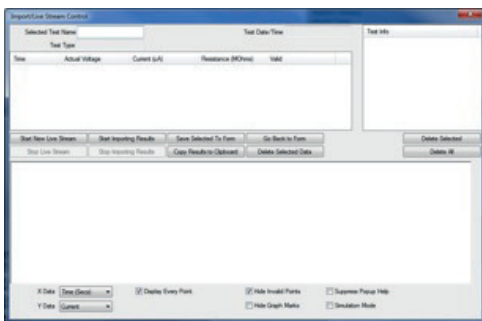 Import/Live Stream Control
Selected Test Name
Test Date/Time
Test Info
Test Type
Time Actual Voltage Current (uA) Resistance (MOhms) Valid
Start New Live Stream Start Importing Results Save Selected To Form Go Back to Form Delete Selected
Stop Live Stream Stop Importing Results Copy Results to Clipboard Delete Selected Data Delete All
X Data Time (Secs) Display Every Point Hide Invalid Points Suppress Popup Help
Y Data Current Hide Graph Marks Simulation Mode